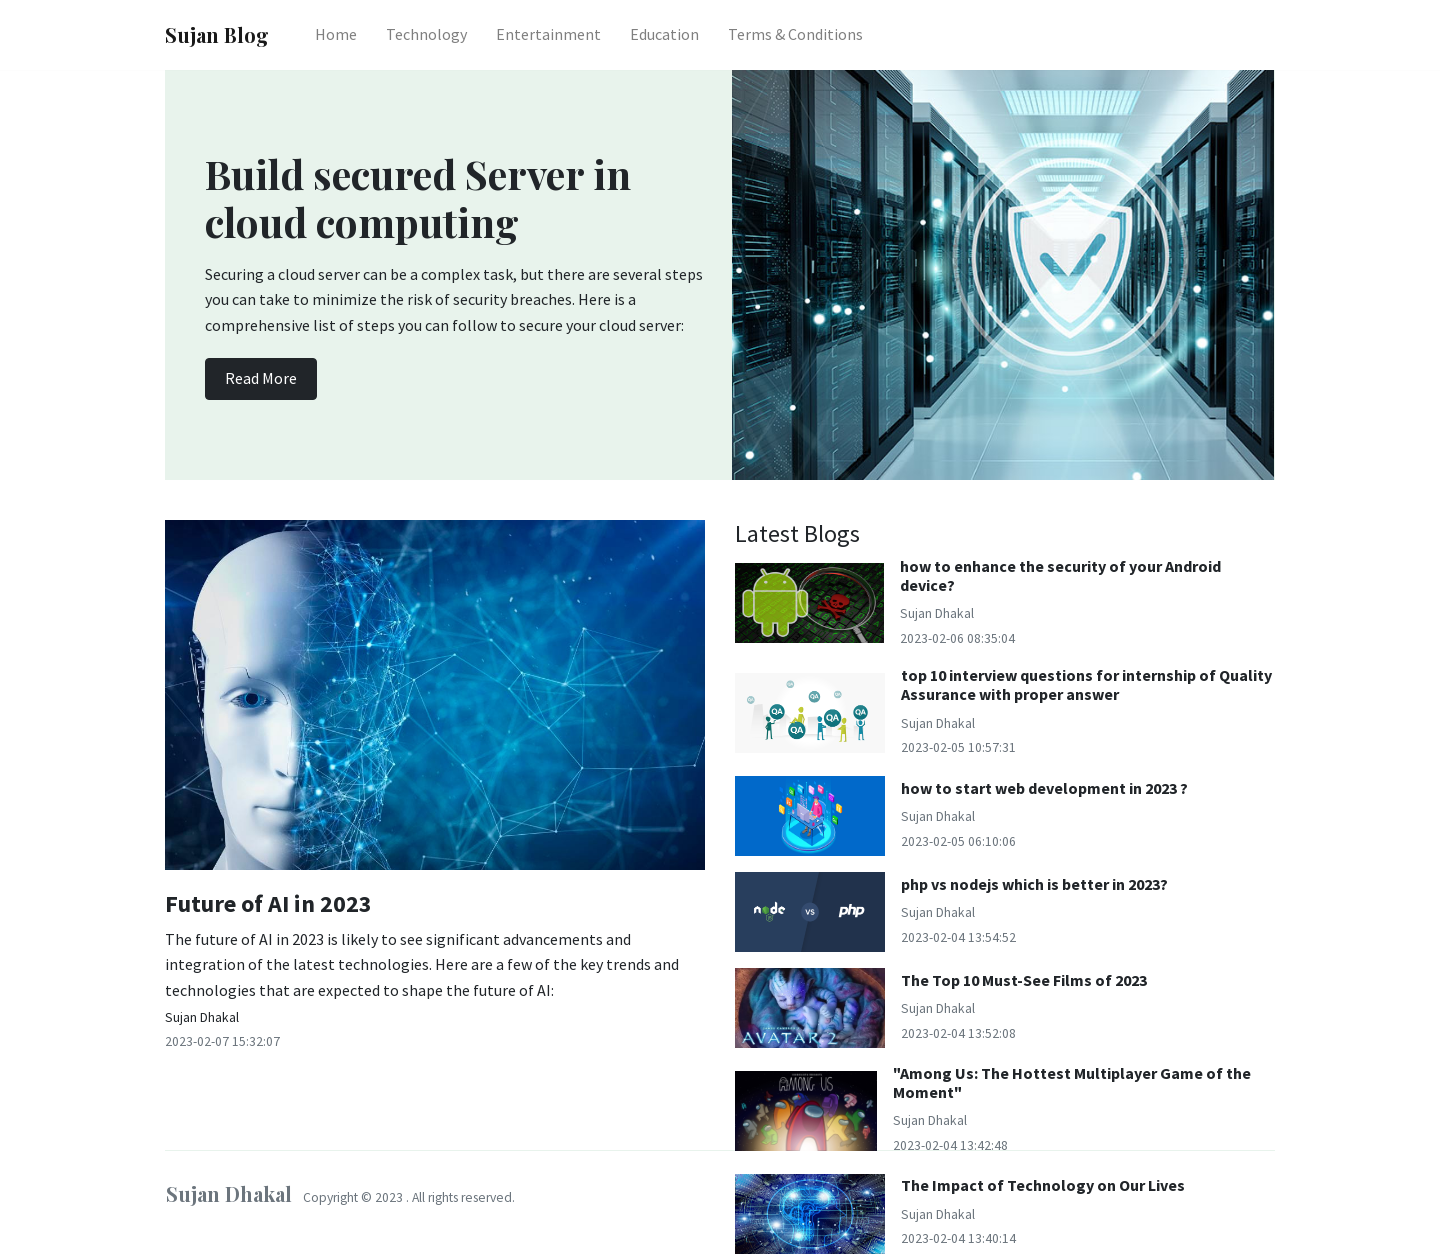 Sujan Blog
Home
Technology
Entertainment
Education
Terms & Conditions
Build secured Server in
cloud computing
Securing a cloud server can be a complex task, but there are several steps
you can take to minimize the risk of security breaches. Here is a
comprehensive list of steps you can follow to secure your cloud server:
Read More
Future of AI in 2023
The future of AI in 2023 is likely to see significant advancements and
integration of the latest technologies. Here are a few of the key trends and
technologies that are expected to shape the future of AI:
Sujan Dhakal
2023-02-07 15:32:07
Latest Blogs
how to enhance the security of your Android
device?
Sujan Dhakal
2023-02-06 08:35:04
QA
QA
QA
QA
QA
top 10 interview questions for internship of Quality
Assurance with proper answer
Sujan Dhakal
2023-02-05 10:57:31
how to start web development in 2023 ?
Sujan Dhakal
2023-02-05 06:10:06
node
VS
php
php vs nodejs which is better in 2023?
Sujan Dhakal
2023-02-04 13:54:52
AVATAR 2
The Top 10 Must-See Films of 2023
Sujan Dhakal
2023-02-04 13:52:08
AMONG US
"Among Us: The Hottest Multiplayer Game of the
Moment"
Sujan Dhakal
2023-02-04 13:42:48
The Impact of Technology on Our Lives
Sujan Dhakal
2023-02-04 13:40:14
Sujan Dhakal
Copyright © 2023 . All rights reserved.